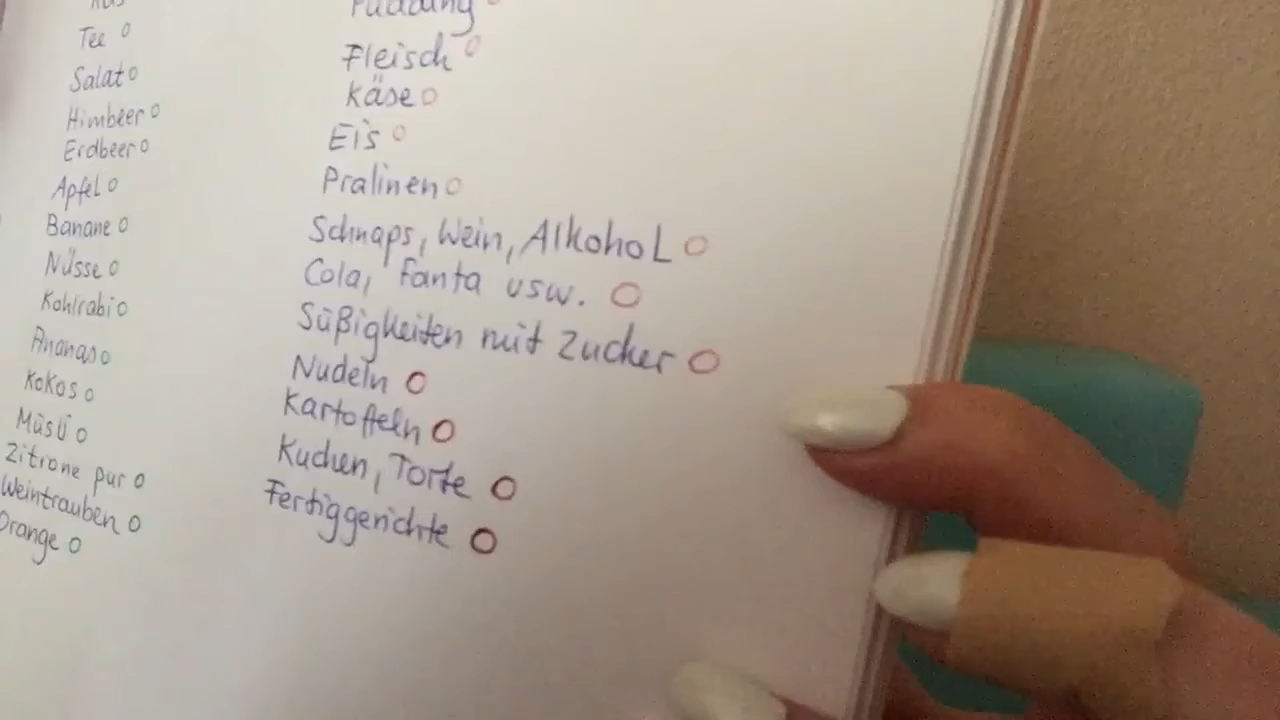 Tee
Salat
Himbeer
Erdbeer
Apfel
Banane
Nüsse
Kohlrabi
Ananas
Kokos
Müsli
Zitrone pur
Weintrauben
Orange
Pudding
Fleisch
Käse
Eis
Pralinen
Schnaps, Wein, Alkohol
Cola, Fanta usw.
Süßigkeiten mit Zucker
Nudeln
Kartoffeln
Kuchen, Torte
Fertiggerichte